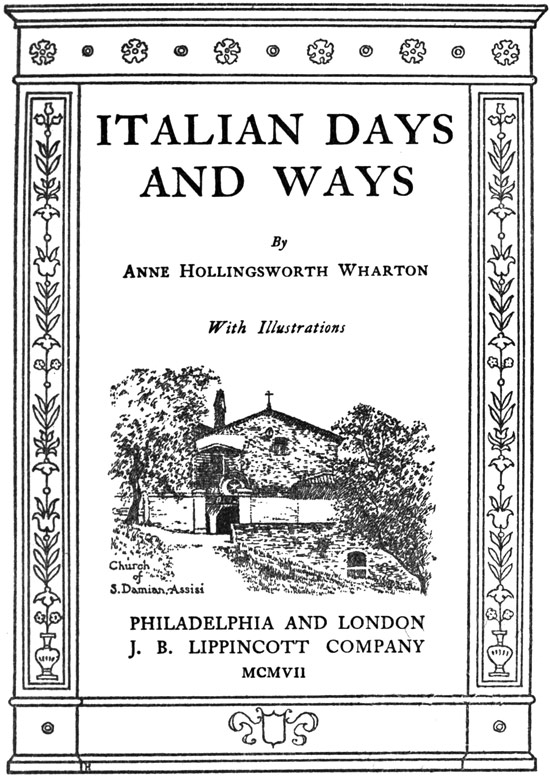 ITALIAN DAYS
AND WAYS
By
ANNE HOLLINGSWORTH WHARTON
With Illustrations
Church
of
S. Damian, Assisi
PHILADELPHIA AND LONDON
J. B. LIPPINCOTT COMPANY
MCMVII